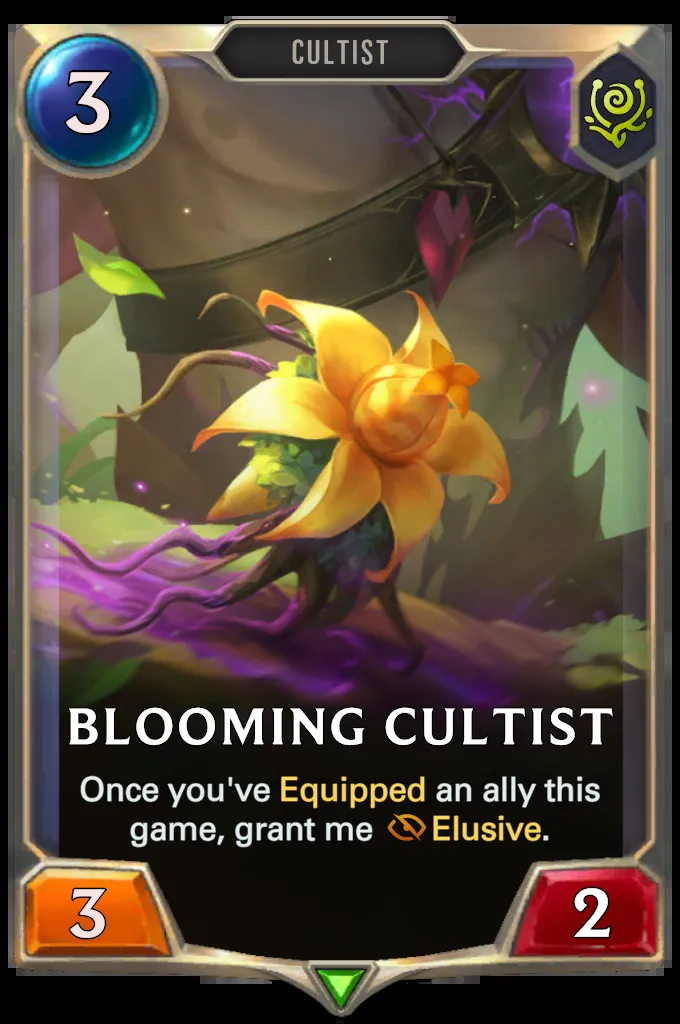 CULTIST
3
BLOOMING CULTIST
Once you've Equipped an ally this
game, grant me Elusive.
3
2